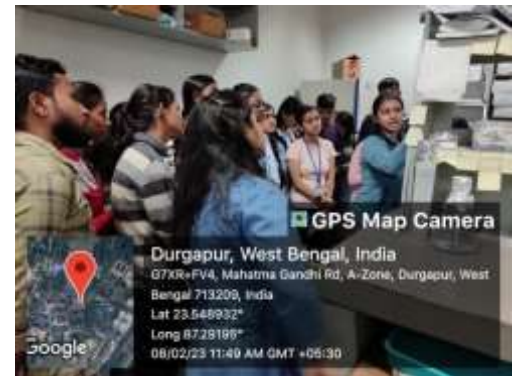 GPS Map Camera
Durgapur, West Bengal, India
G7XR+FV4, Mahatma Gandhi Rd, A-Zone, Durgapur, West
Bengal 713209, India
Lat 23.548932°
Long 87.29195°
08/02/23 11:49 AM GMT +05:30
Google